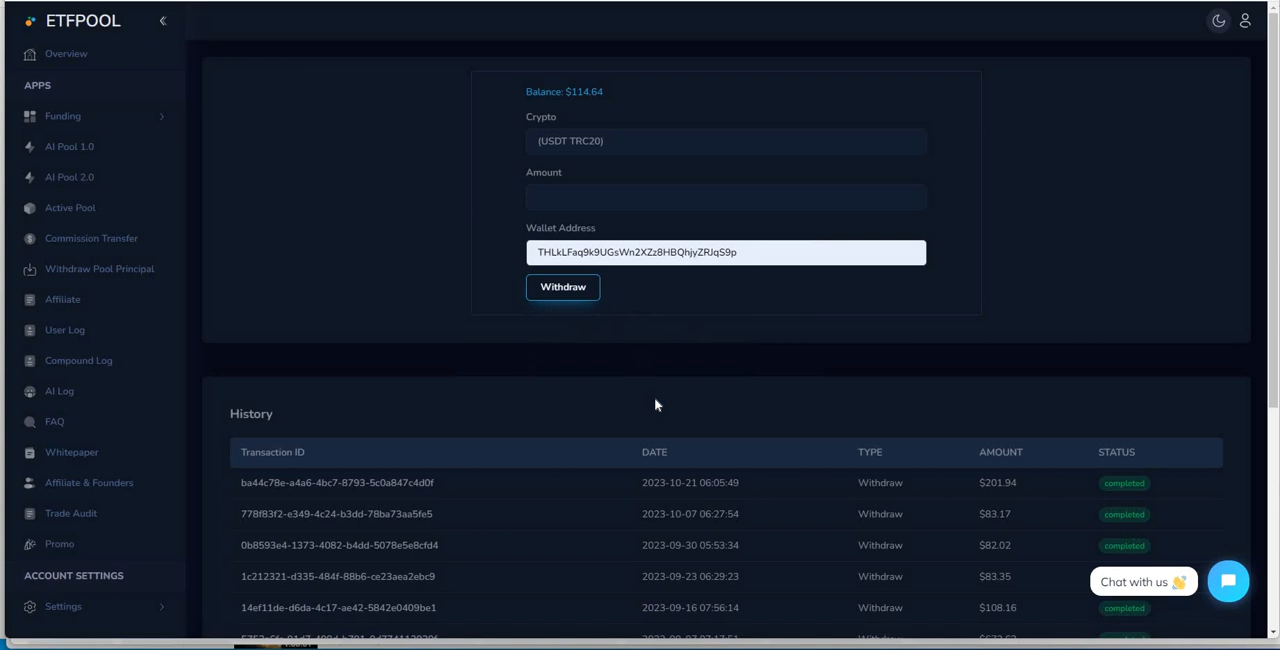 ETFPOOL
Overview
APPS
Funding
AI Pool 1.0
AI Pool 2.0
Active Pool
Commission Transfer
Withdraw Pool Principal
Affiliate
User Log
Compound Log
AI Log
FAQ
Whitepaper
Affiliate & Founders
Trade Audit
Promo
ACCOUNT SETTINGS
Settings
Balance: $114.64
Crypto
(USDT TRC20)
Amount
Wallet Address
THLkLFaq9k9UGsWn2XZz8HBQhjyZRJqS9p
Withdraw
History
Transaction ID DATE TYPE AMOUNT STATUS
ba44c78e-a4a6-4bc7-8793-5c0a847c4d0f 2023-10-21 06:05:49 Withdraw $201.94 completed
778f83f2-e349-4c24-b3dd-78ba73aa5fe5 2023-10-07 06:27:54 Withdraw $83.17 completed
0b8593e4-1373-4082-b4dd-5078e5e8cfd4 2023-09-30 05:53:34 Withdraw $82.02 completed
1c212321-d335-484f-88b6-ce23aea2ebc9 2023-09-23 06:29:23 Withdraw $83.35
14ef11de-d6da-4c17-ae42-5842e0409be1 2023-09-16 07:56:14 Withdraw $108.16 completed
Chat with us 👋